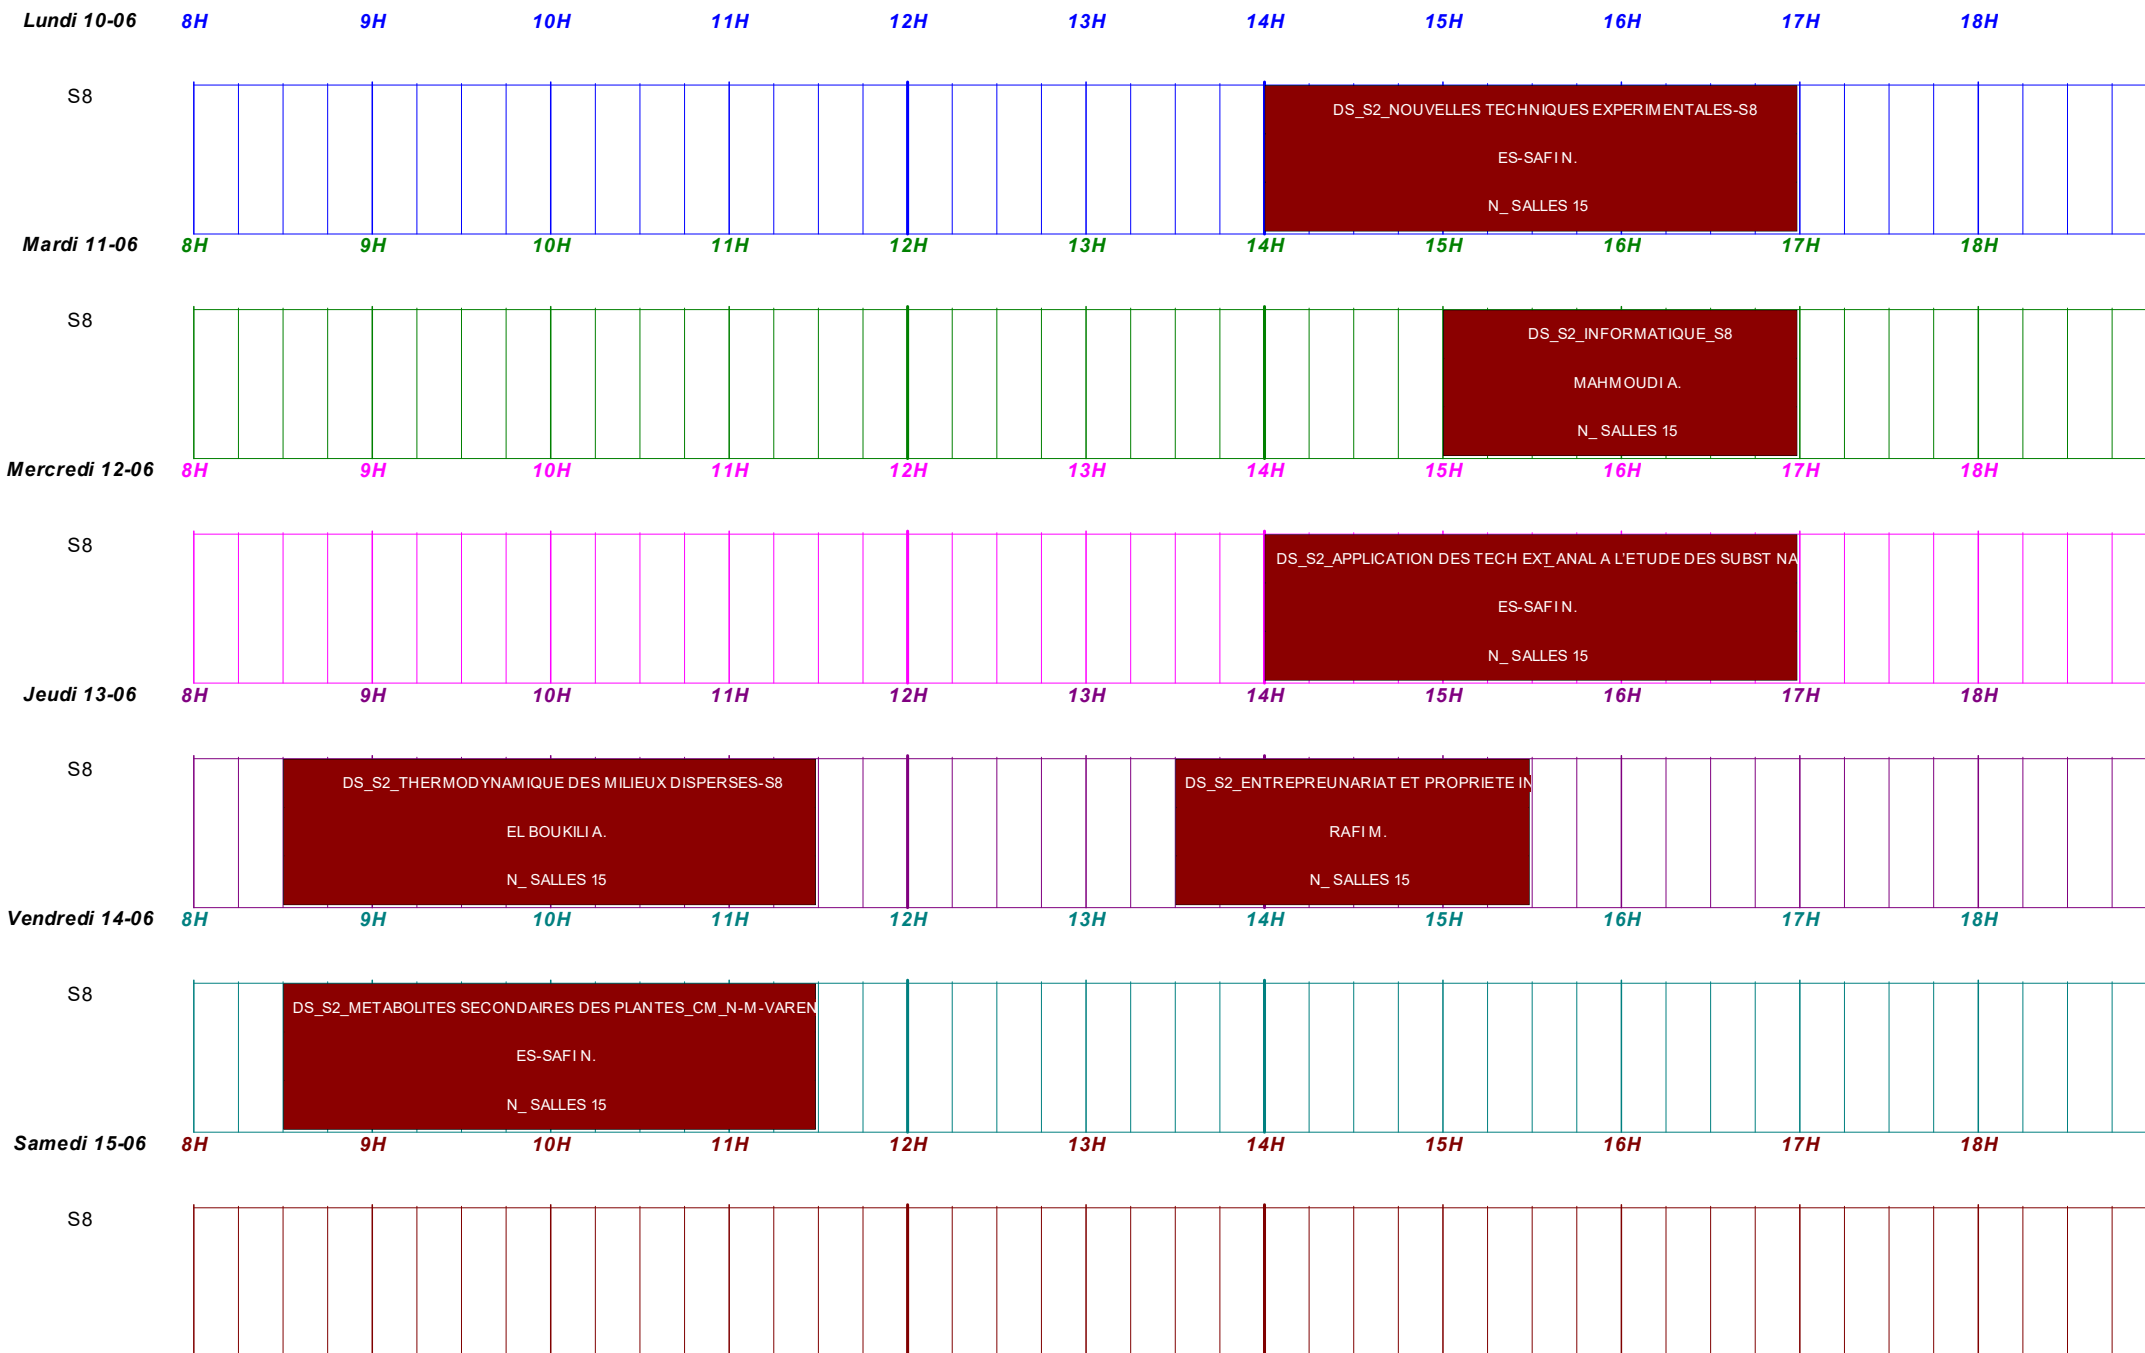 Lundi 10-06 8H 9H 10H 11H 12H 13H 14H 15H 16H 17H 18H
S8
DS_S2_NOUVELLES TECHNIQUES EXPERIMENTALES-S8
ES-SAFI N.
N_ SALLES 15
Mardi 11-06 8H 9H 10H 11H 12H 13H 14H 15H 16H 17H 18H
S8
DS_S2_INFORMATIQUE_S8
MAHMOUDI A.
N_ SALLES 15
Mercredi 12-06 8H 9H 10H 11H 12H 13H 14H 15H 16H 17H 18H
S8
DS_S2_APPLICATION DES TECH EXT_ANAL A L'ETUDE DES SUBST NA
ES-SAFI N.
N_ SALLES 15
Jeudi 13-06 8H 9H 10H 11H 12H 13H 14H 15H 16H 17H 18H
S8
DS_S2_THERMODYNAMIQUE DES MILIEUX DISPERSES-S8
EL BOUKILI A.
N_ SALLES 15
DS_S2_ENTREPREUNARIAT ET PROPRIETE IN
RAFI M.
N_ SALLES 15
Vendredi 14-06 8H 9H 10H 11H 12H 13H 14H 15H 16H 17H 18H
S8
DS_S2_METABOLITES SECONDAIRES DES PLANTES_CM_N-M-VAREN
ES-SAFI N.
N_ SALLES 15
Samedi 15-06 8H 9H 10H 11H 12H 13H 14H 15H 16H 17H 18H
S8